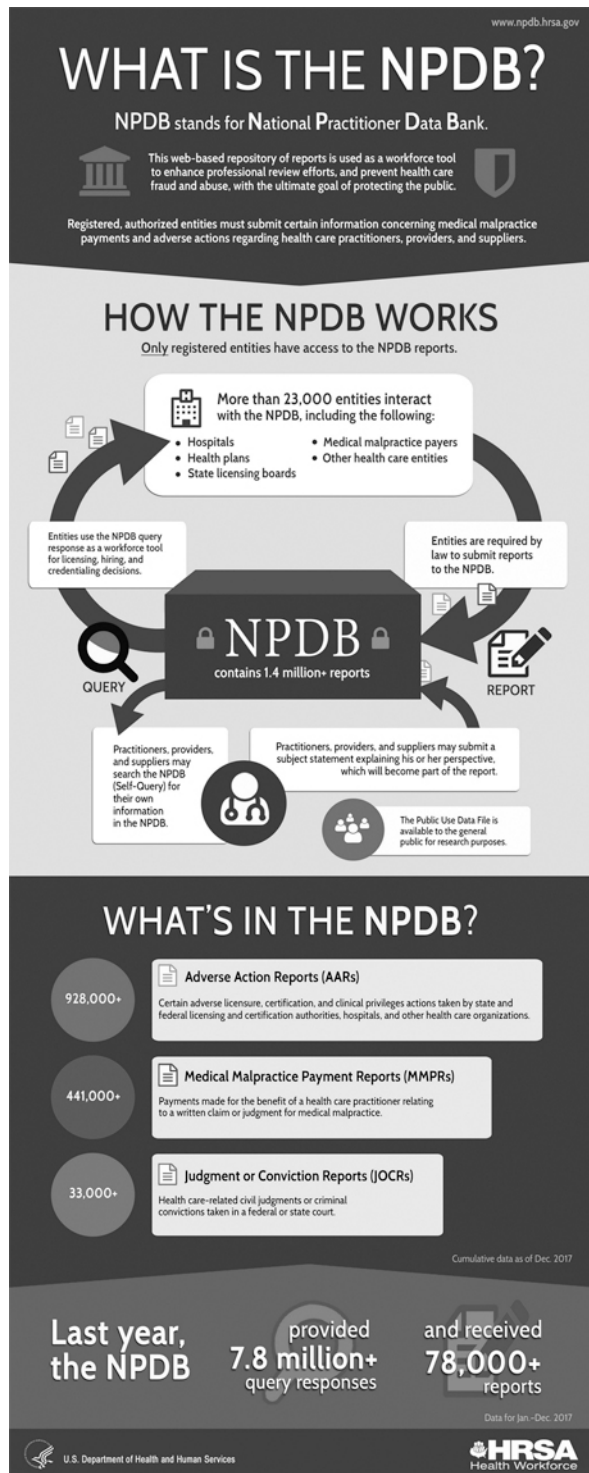 www.npdb.hrsa.gov
WHAT IS THE NPDB?
NPDB stands for National Practitioner Data Bank.
This web-based repository of reports is used as a workforce tool
to enhance professional review efforts, and prevent health care
fraud and abuse, with the ultimate goal of protecting the public.
Registered, authorized entities must submit certain information concerning medical malpractice
payments and adverse actions regarding health care practitioners, providers, and suppliers.
HOW THE NPDB WORKS
Only registered entities have access to the NPDB reports.
H
More than 23,000 entities interact
with the NPDB, including the following:
• Hospitals
• Health plans
• State licensing boards
• Medical malpractice payers
• Other health care entities
Entities use the NPDB query
response as a workforce tool
for licensing, hiring, and
credentialing decisions.
Entities are required by
law to submit reports
to the NPDB.
NPDB
contains 1.4 million+ reports
QUERY
REPORT
Practitioners, providers,
and suppliers may
search the NPDB
(Self-Query) for
their own
information
in the NPDB.
Practitioners, providers, and suppliers may submit a
subject statement explaining his or her perspective,
which will become part of the report.
The Public Use Data File is
available to the general
public for research purposes.
WHAT'S IN THE NPDB?
928,000+
Adverse Action Reports (AARs)
Certain adverse licensure, certification, and clinical privileges actions taken by state and
federal licensing and certification authorities, hospitals, and other health care organizations.
441,000+
Medical Malpractice Payment Reports (MMPRs)
Payments made for the benefit of a health care practitioner relating
to a written claim or judgment for medical malpractice.
33,000+
Judgment or Conviction Reports (JOCRs)
Health care-related civil judgments or criminal
convictions taken in a federal or state court.
Cumulative data as of Dec. 2017
Last year,
the NPDB
provided
7.8 million+
query responses
and received
78,000+
reports
Data for Jan.-Dec. 2017
U.S. Department of Health and Human Services
HRSA
Health Workforce